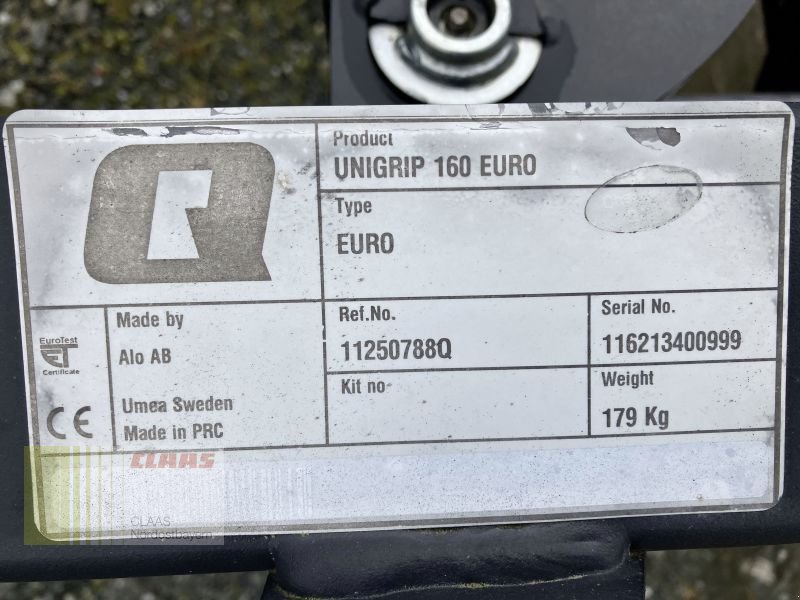 Product
UNIGRIP 160 EURO
Type
EURO
Made by
Alo AB
Umea Sweden
Made in PRC
Ref.No.
11250788Q
Serial No.
116213400999
Kit no
Weight
179 Kg
EuroTest
ET
Certificate
CE
CLAAS
CLAAS
Nordostbayern